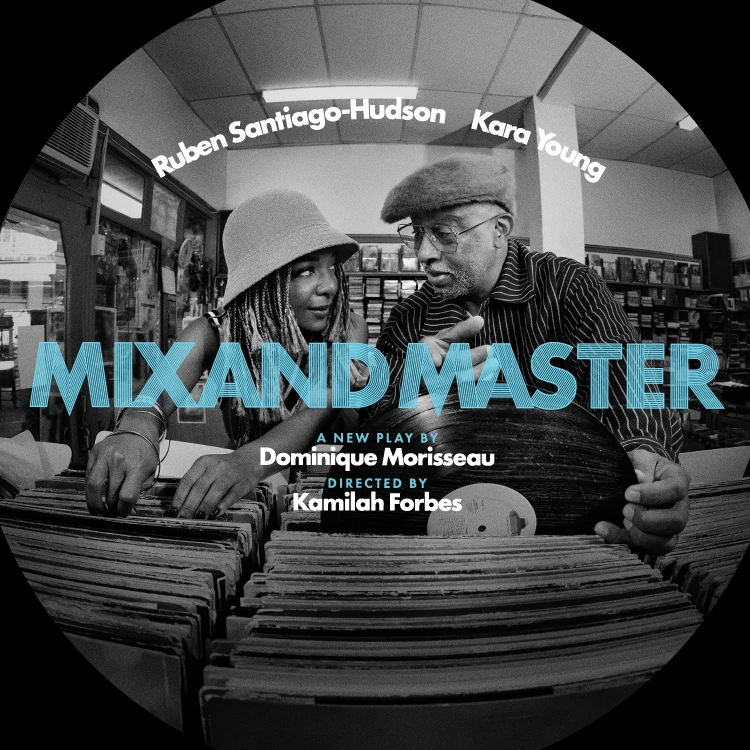 Ruben Santiago-Hudson Kara Young
MIX AND MASTER
A NEW PLAY BY
Dominique Morisseau
DIRECTED BY
Kamilah Forbes